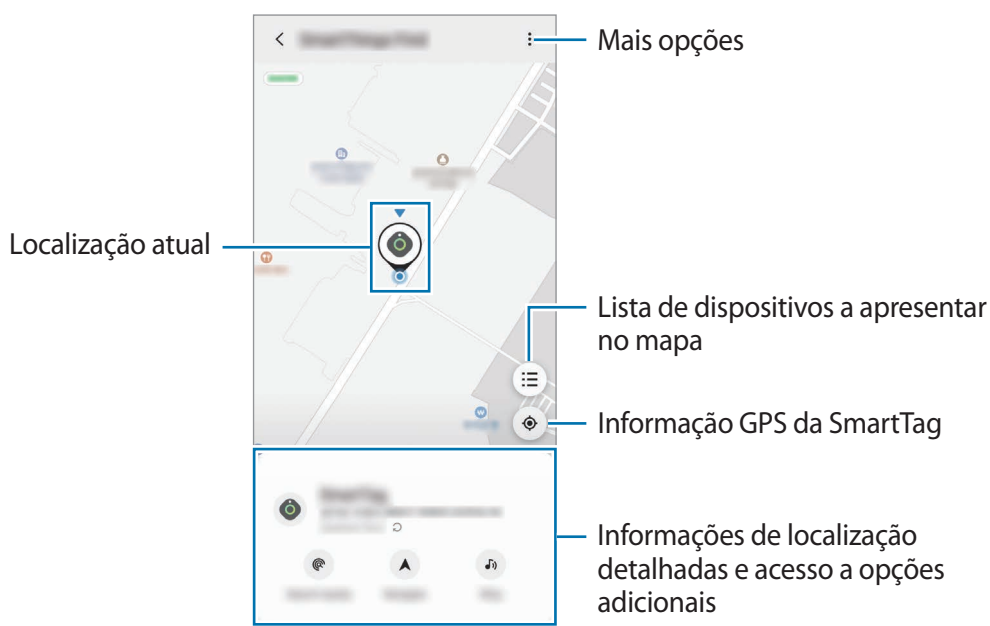 Mais opções
Localização atual
Lista de dispositivos a apresentar
no mapa
Informação GPS da SmartTag
Informações de localização
detalhadas e acesso a opções
adicionais